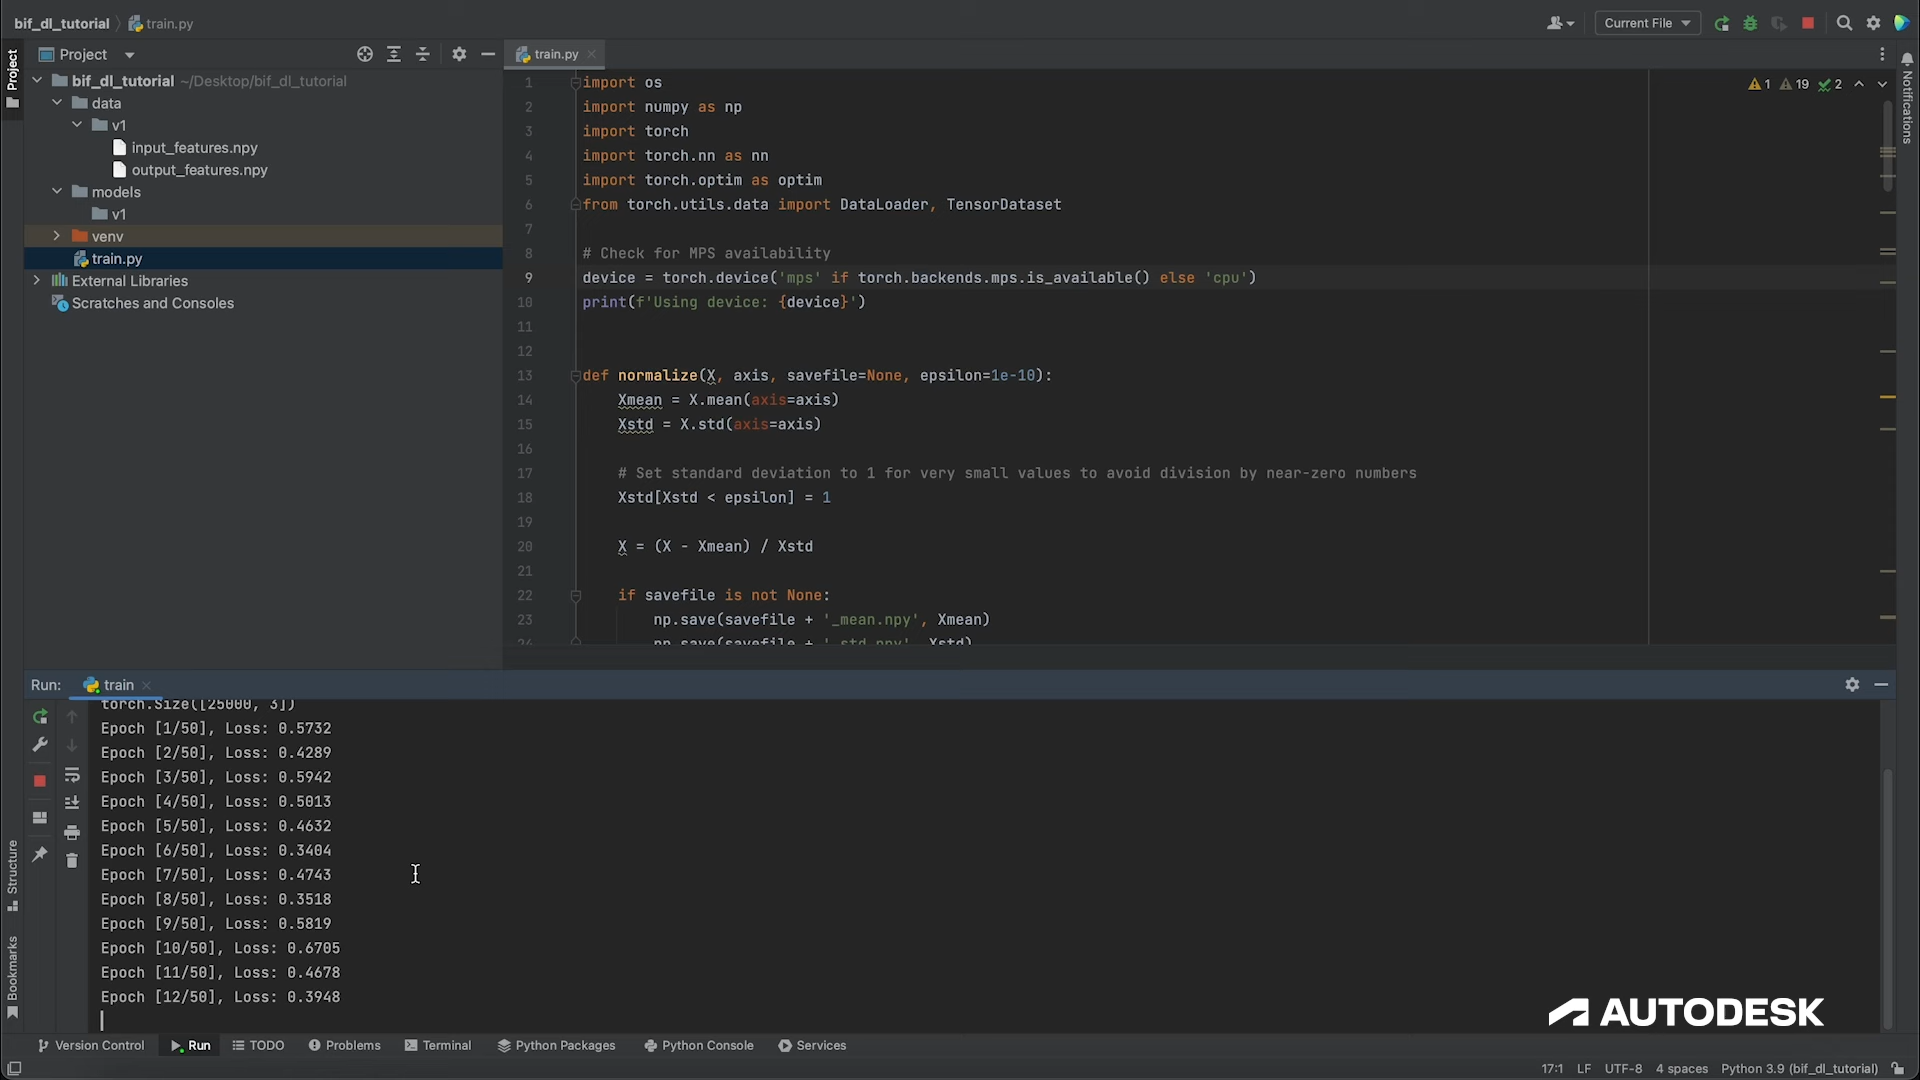 bif_dl_tutorial
train.py
Current File
Project
Project
train.py
bif_dl_tutorial ~/Desktop/bif_dl_tutorial
data
v1
input_features.npy
output_features.npy
models
v1
venv
train.py
External Libraries
Scratches and Consoles
1 import os
2 import numpy as np
3 import torch
4 import torch.nn as nn
5 import torch.optim as optim
6 from torch.utils.data import DataLoader, TensorDataset
7
8 # Check for MPS availability
9 device = torch.device('mps' if torch.backends.mps.is_available() else 'cpu')
10 print(f'Using device: {device}')
11
12
13 def normalize(X, axis, savefile=None, epsilon=1e-10):
14 Xmean = X.mean(axis=axis)
15 Xstd = X.std(axis=axis)
16
17 # Set standard deviation to 1 for very small values to avoid division by near-zero numbers
18 Xstd[Xstd < epsilon] = 1
19
20 X = (X - Xmean) / Xstd
21
22 if savefile is not None:
23 np.save(savefile + '_mean.npy', Xmean)
24 np.save(savefile + '_std.npy', Xstd)
1 19 2
Notifications
Run: train
torch.Size([25000, 3])
Epoch [1/50], Loss: 0.5732
Epoch [2/50], Loss: 0.4289
Epoch [3/50], Loss: 0.5942
Epoch [4/50], Loss: 0.5013
Epoch [5/50], Loss: 0.4632
Epoch [6/50], Loss: 0.3404
Epoch [7/50], Loss: 0.4743
Epoch [8/50], Loss: 0.3518
Epoch [9/50], Loss: 0.5819
Epoch [10/50], Loss: 0.6705
Epoch [11/50], Loss: 0.4678
Epoch [12/50], Loss: 0.3948
Structure
Bookmarks
AUTODESK
Version Control Run TODO Problems Terminal Python Packages Python Console Services
17:1 LF UTF-8 4 spaces Python 3.9 (bif_dl_tutorial)